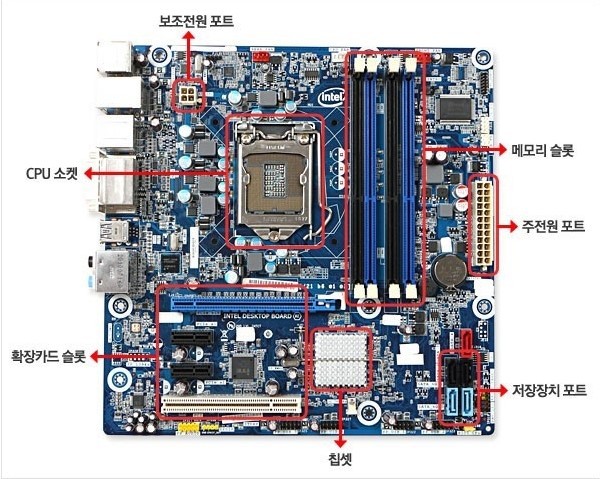 보조전원 포트
intel
메모리 슬롯
CPU 소켓
주전원 포트
INTEL DESKTOP BOARD
확장카드 슬롯
저장장치 포트
칩셋